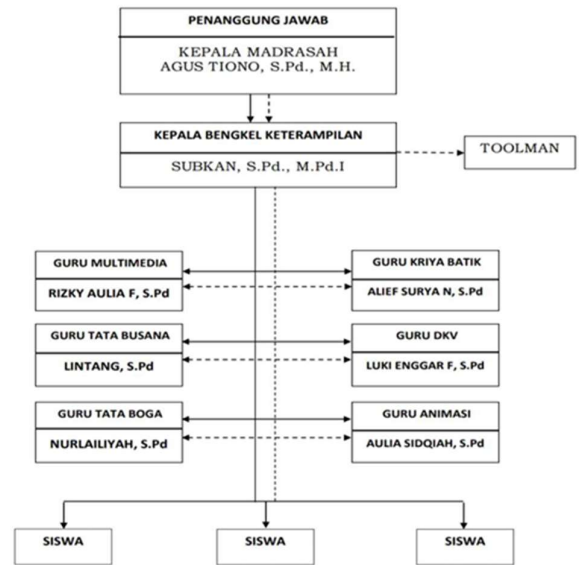 PENANGGUNG JAWAB
KEPALA MADRASAH
AGUS TIONO, S.Pd., M.H.
KEPALA BENGKEL KETERAMPILAN
SUBKAN, S.Pd., M.Pd.I
TOOLMAN
GURU MULTIMEDIA
RIZKY AULIA F, S.Pd
GURU KRIYA BATIK
ALIEF SURYA N, S.Pd
GURU TATA BUSANA
LINTANG, S.Pd
GURU DKV
LUKI ENGGAR F, S.Pd
GURU TATA BOGA
NURLAILIYAH, S.Pd
GURU ANIMASI
AULIA SIDQIAH, S.Pd
SISWA
SISWA
SISWA